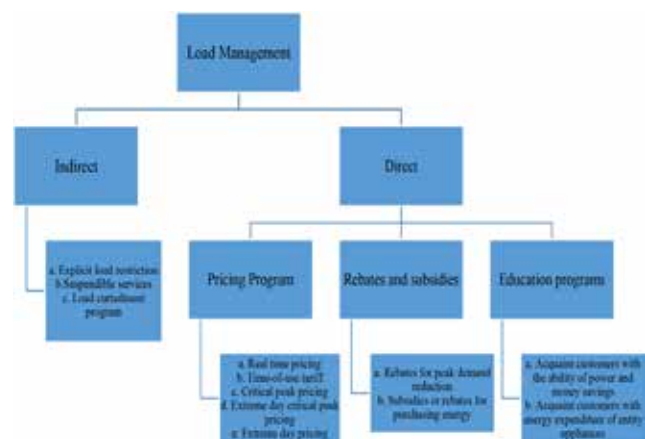 Load Management
Indirect
Direct
a. Explicit load restriction
b.Suspendible services
c. Load curtailment
program
Pricing Program
Rebates and subsidies
Education programs
a. Real time pricing
b. Time-of-use tariff
c. Critical peak pricing
d. Extreme day critical peak
pricing
e. Extreme day pricing
a. Rebates for peak demand
reduction
b. Subsidies or rebates for
purchasing energy
a. Acquaint customers with
the ability of power and
money savings
b. Acquaint customers with
energy expenditure of entity
appliances